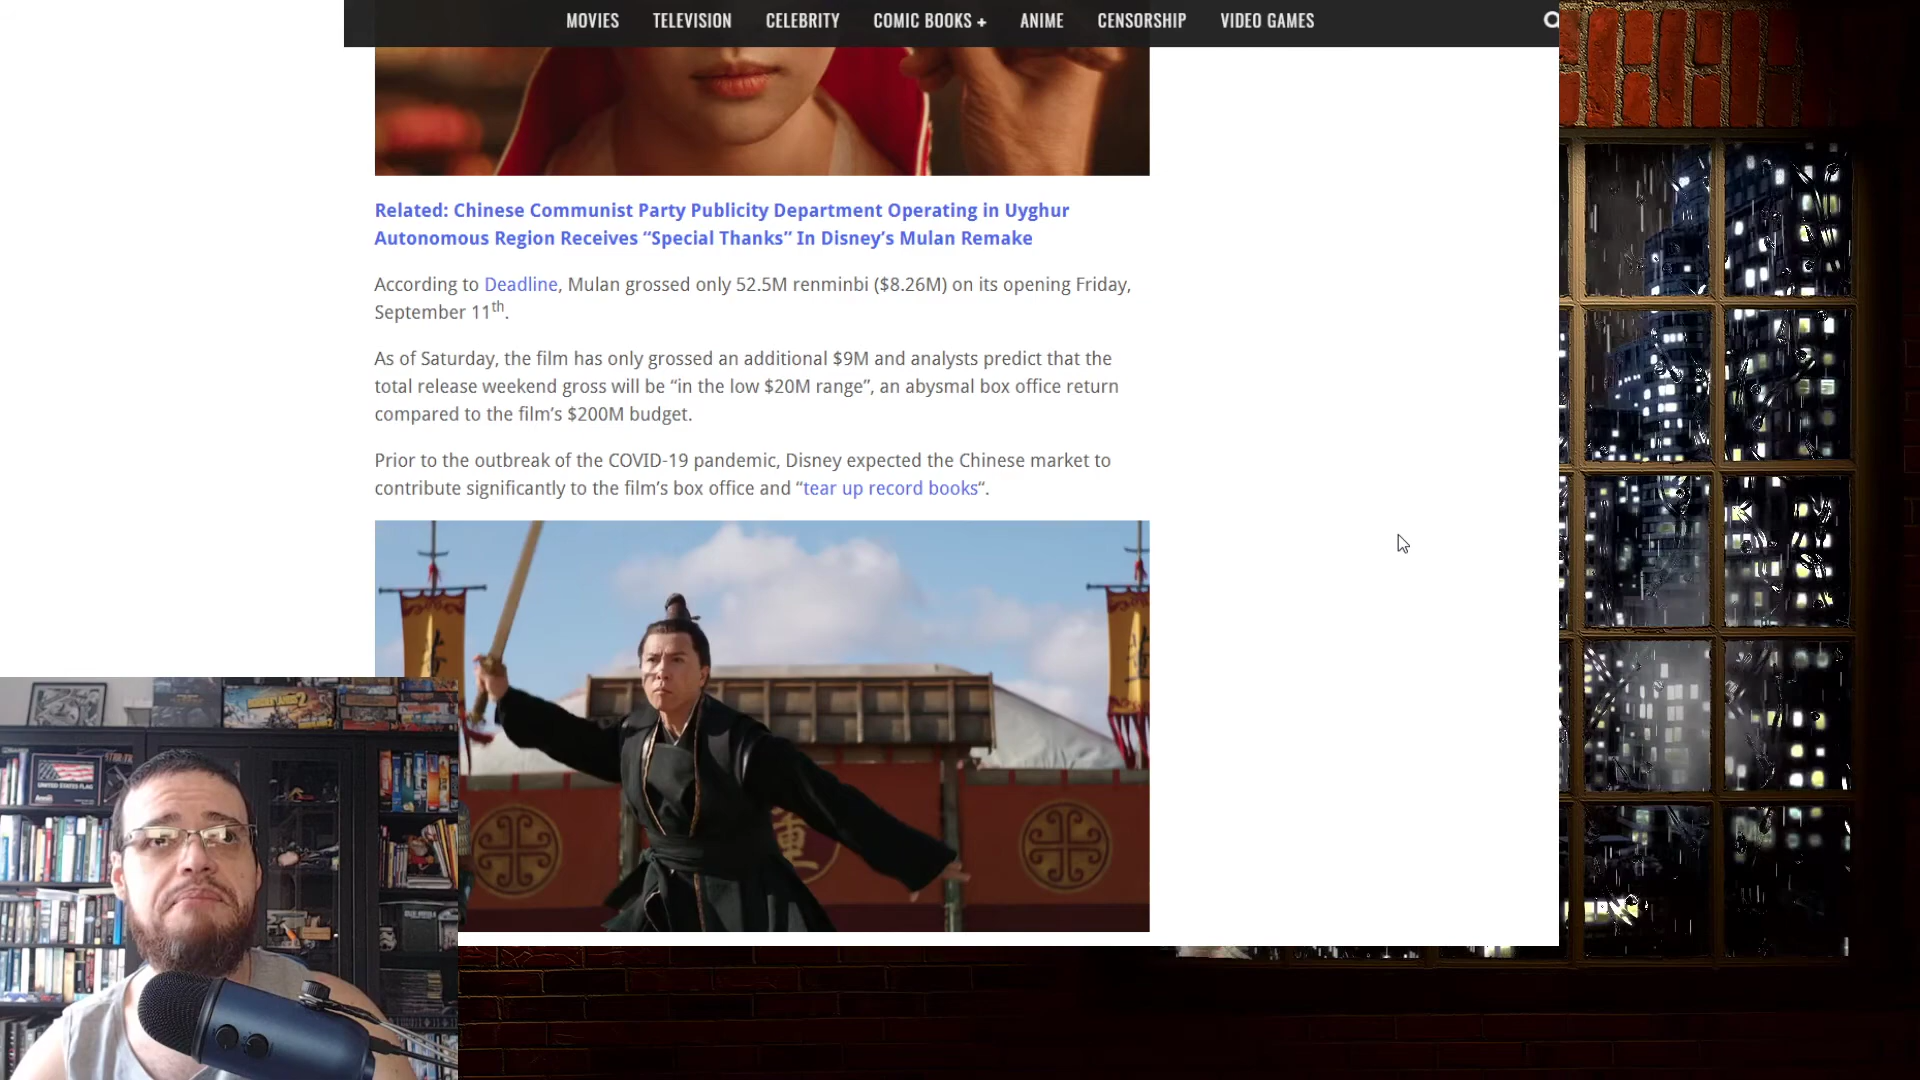 MOVIES TELEVISION CELEBRITY COMIC BOOKS + ANIME CENSORSHIP VIDEO GAMES
Related: Chinese Communist Party Publicity Department Operating in Uyghur
Autonomous Region Receives “Special Thanks” In Disney’s Mulan Remake
According to Deadline, Mulan grossed only 52.5M renminbi ($8.26M) on its opening Friday,
September 11th.
As of Saturday, the film has only grossed an additional $9M and analysts predict that the
total release weekend gross will be “in the low $20M range”, an abysmal box office return
compared to the film’s $200M budget.
Prior to the outbreak of the COVID-19 pandemic, Disney expected the Chinese market to
contribute significantly to the film’s box office and “tear up record books“.
UNITED STATES FLAG